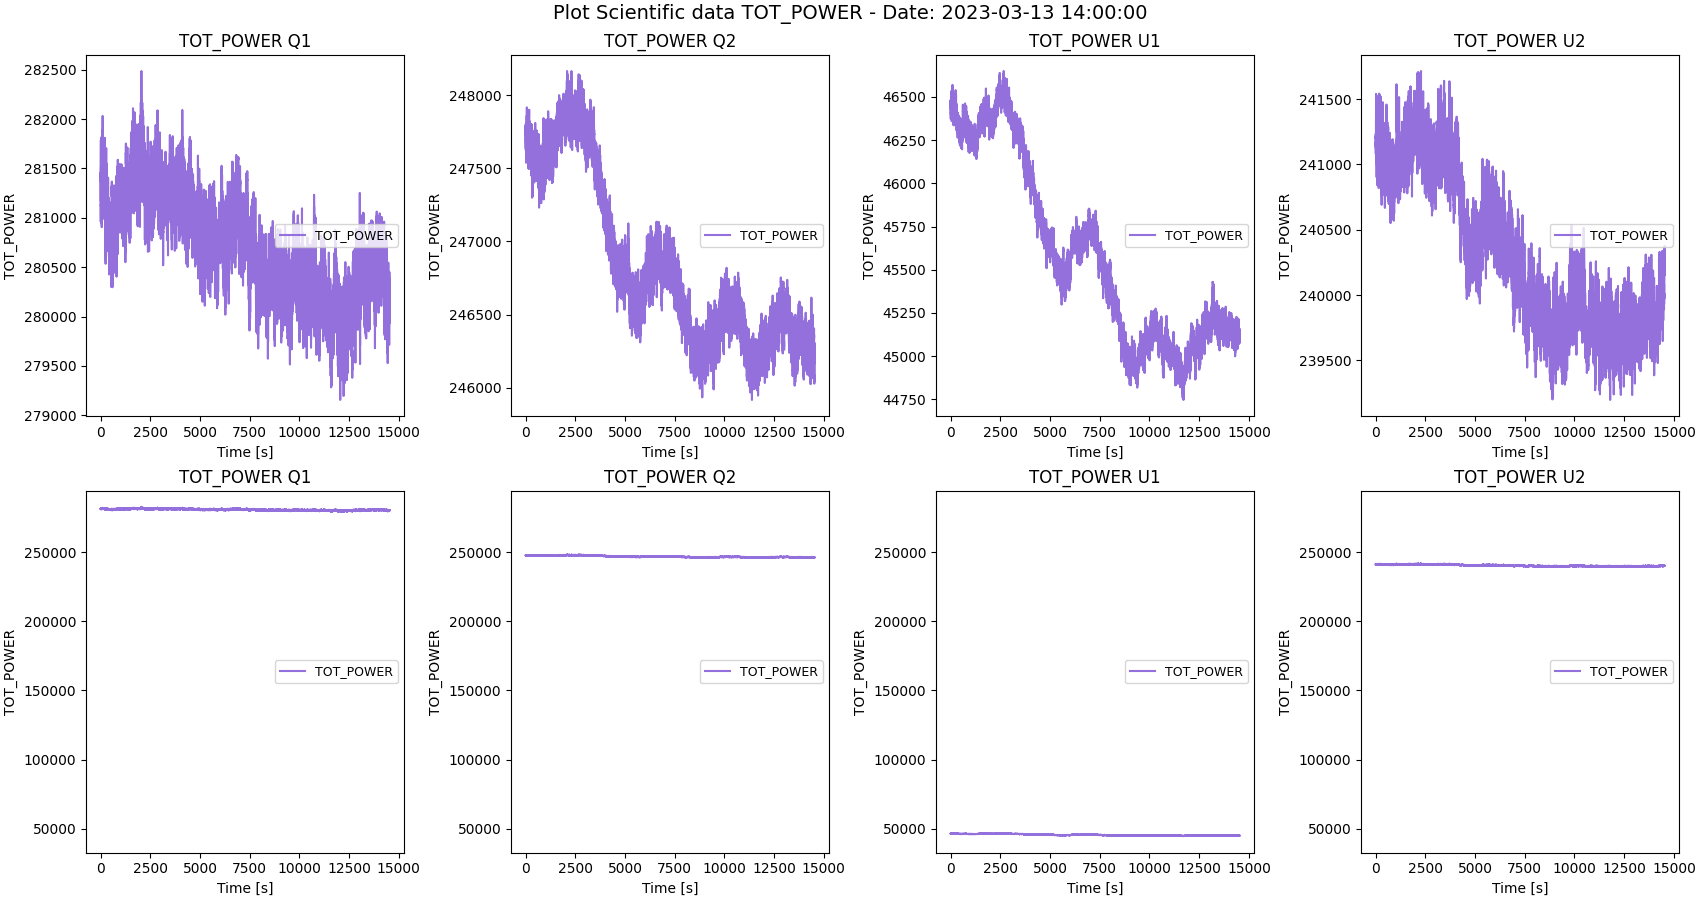 Plot Scientific data TOT_POWER - Date: 2023-03-13 14:00:00
TOT_POWER Q1
TOT_POWER
282500
282000
281500
281000
280500
280000
279500
279000
TOT_POWER
0 2500 5000 7500 10000 12500 15000
Time [s]
TOT_POWER Q2
TOT_POWER
248000
247500
247000
246500
246000
TOT_POWER
0 2500 5000 7500 10000 12500 15000
Time [s]
TOT_POWER U1
TOT_POWER
46500
46250
46000
45750
45500
45250
45000
44750
TOT_POWER
0 2500 5000 7500 10000 12500 15000
Time [s]
TOT_POWER U2
TOT_POWER
241500
241000
240500
240000
239500
TOT_POWER
0 2500 5000 7500 10000 12500 15000
Time [s]
TOT_POWER Q1
TOT_POWER
250000
200000
150000
100000
50000
TOT_POWER
0 2500 5000 7500 10000 12500 15000
Time [s]
TOT_POWER Q2
TOT_POWER
250000
200000
150000
100000
50000
TOT_POWER
0 2500 5000 7500 10000 12500 15000
Time [s]
TOT_POWER U1
TOT_POWER
250000
200000
150000
100000
50000
TOT_POWER
0 2500 5000 7500 10000 12500 15000
Time [s]
TOT_POWER U2
TOT_POWER
250000
200000
150000
100000
50000
TOT_POWER
0 2500 5000 7500 10000 12500 15000
Time [s]